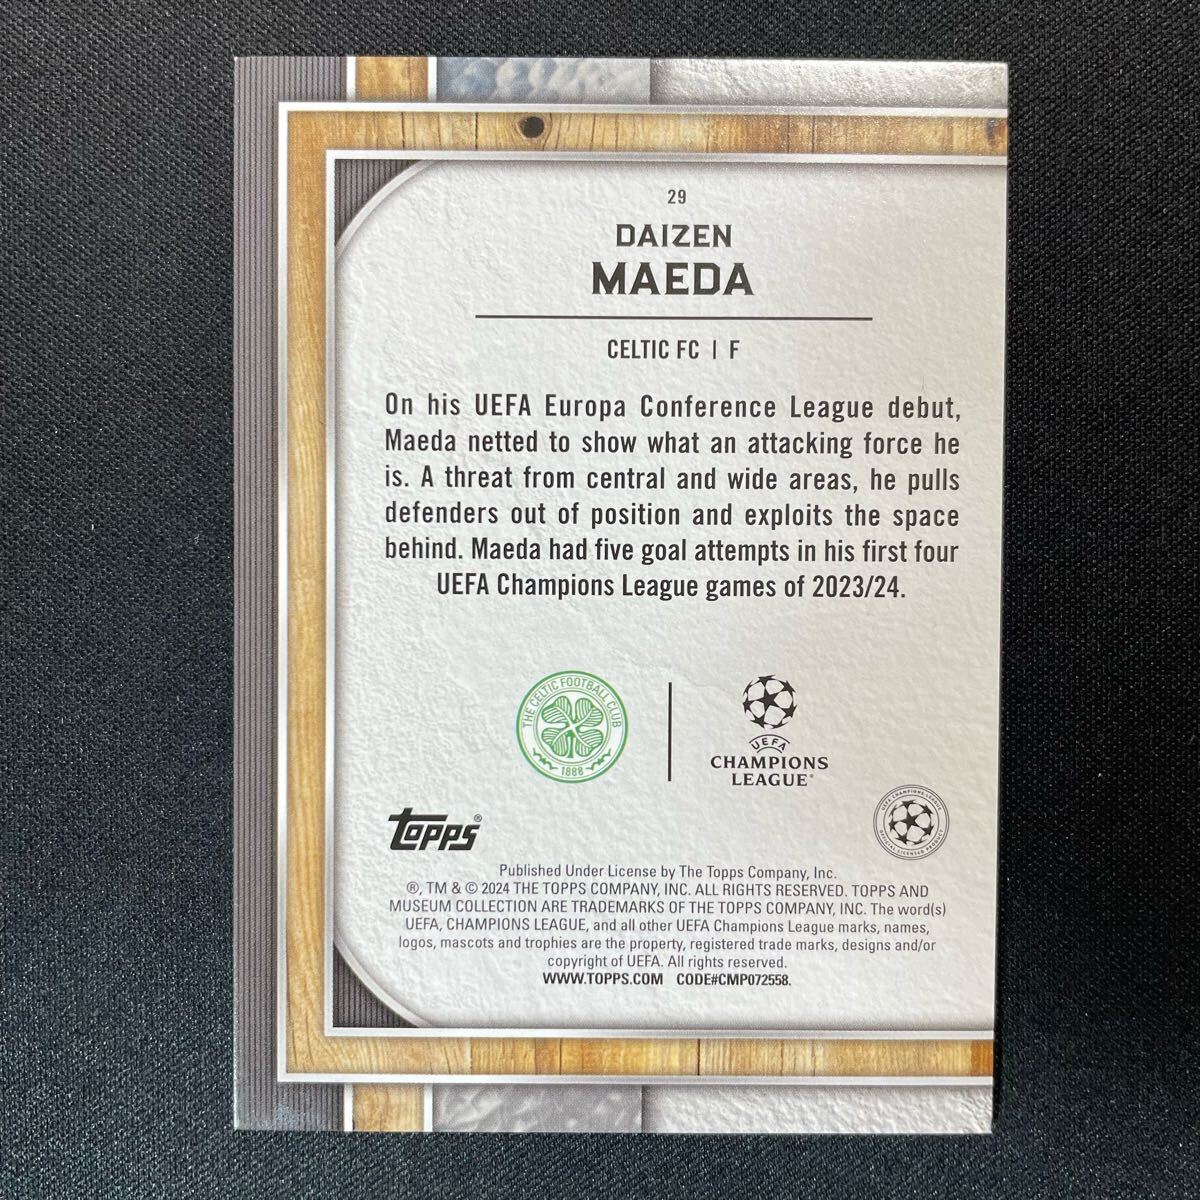 29
DAIZEN
MAEDA
CELTIC FC | F
On his UEFA Europa Conference League debut,
Maeda netted to show what an attacking force he
is. A threat from central and wide areas, he pulls
defenders out of position and exploits the space
behind. Maeda had five goal attempts in his first four
UEFA Champions League games of 2023/24.
THE CELTIC FOOTBALL CLUB
1888
UEFA
CHAMPIONS
LEAGUE®
UEFA CHAMPIONS LEAGUE
OFFICIAL LICENSED PRODUCT
Topps®
Published Under License by The Topps Company, Inc.
®, TM & © 2024 THE TOPPS COMPANY, INC. ALL RIGHTS RESERVED. TOPPS AND
MUSEUM COLLECTION ARE TRADEMARKS OF THE TOPPS COMPANY, INC. The word(s)
UEFA, CHAMPIONS LEAGUE, and all other UEFA Champions League marks, names,
logos, mascots and trophies are the property, registered trade marks, designs and/or
copyright of UEFA. All rights reserved.
WWW.TOPPS.COM CODE#CMP072558.